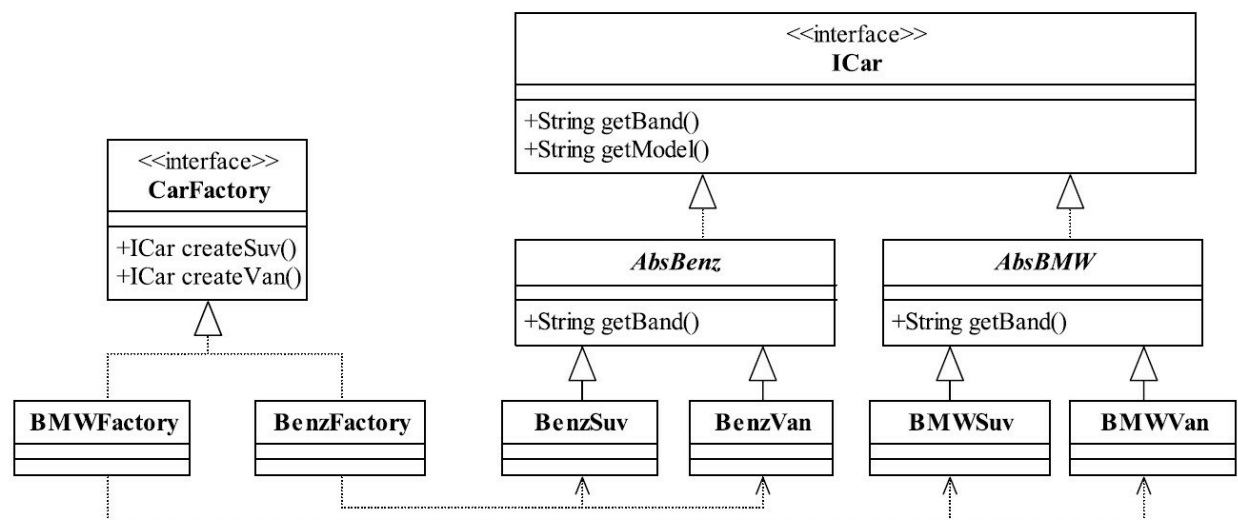 <<interface>>
ICar
+String getBand()
+String getModel()
<<interface>>
CarFactory
+ICar createSuv()
+ICar createVan()
AbsBenz
+String getBand()
AbsBMW
+String getBand()
BMWFactory
BenzFactory
BenzSuv
BenzVan
BMWSuv
BMWVan